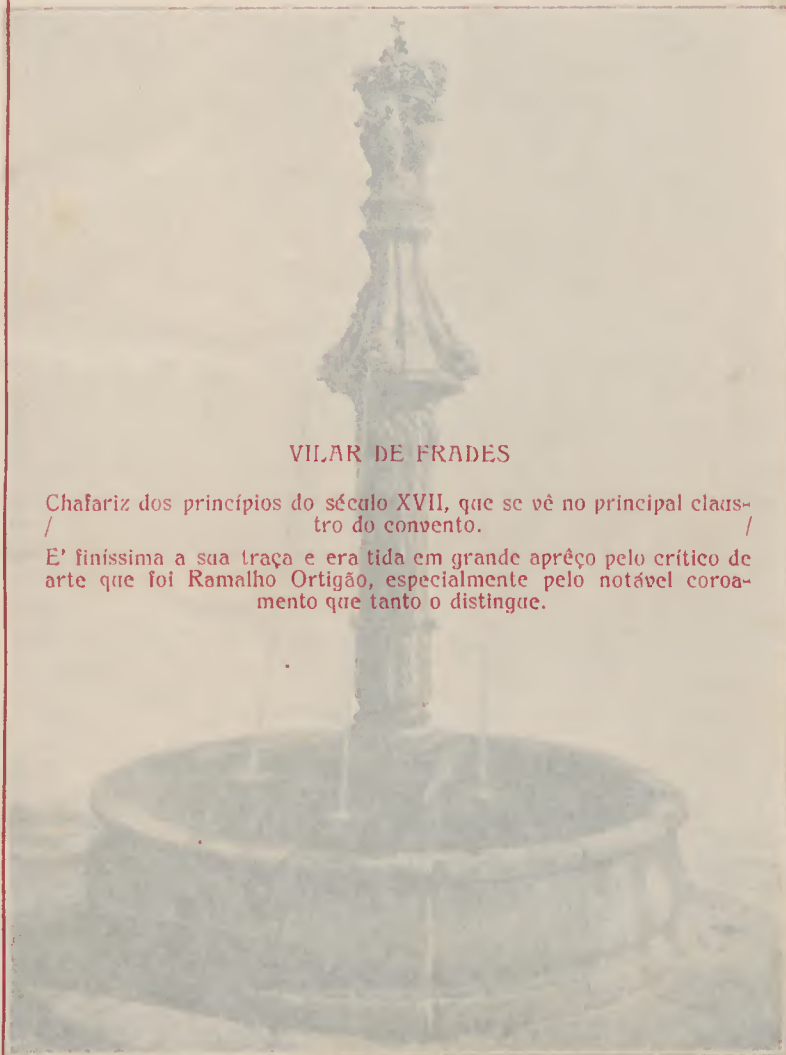 VILAR DE FRADES
Chafariz dos princípios do século XVII, que se vê no principal claus-
/ tro do convento. /
E' finíssima a sua traça e era tida em grande aprêço pelo crítico de
arte que foi Ramalho Ortigão, especialmente pelo notável coroa-
mento que tanto o distingue.